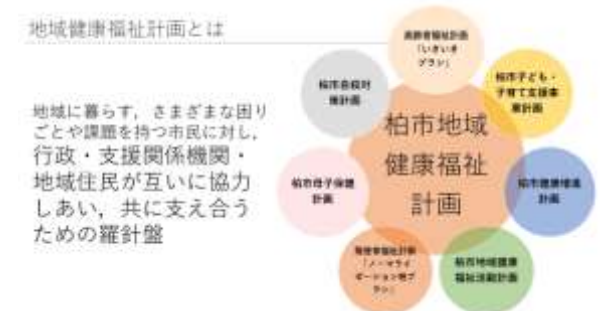 地域健康福祉計画とは
地域に暮らす，さまざまな困り
ごとや課題を持つ市民に対し，
行政・支援関係機関・
地域住民が互いに協力
しあい，共に支え合う
ための羅針盤
高齢者福祉計画
「いきいき
プラン」
柏市自殺対
策計画
柏市子ども・
子育て支援事
業計画
柏市地域
健康福祉
計画
柏市母子保健
計画
柏市健康増進
計画
障害者福祉計画
「ノーマライ
ゼーション
プラン」
柏市地域健康
福祉活動計画